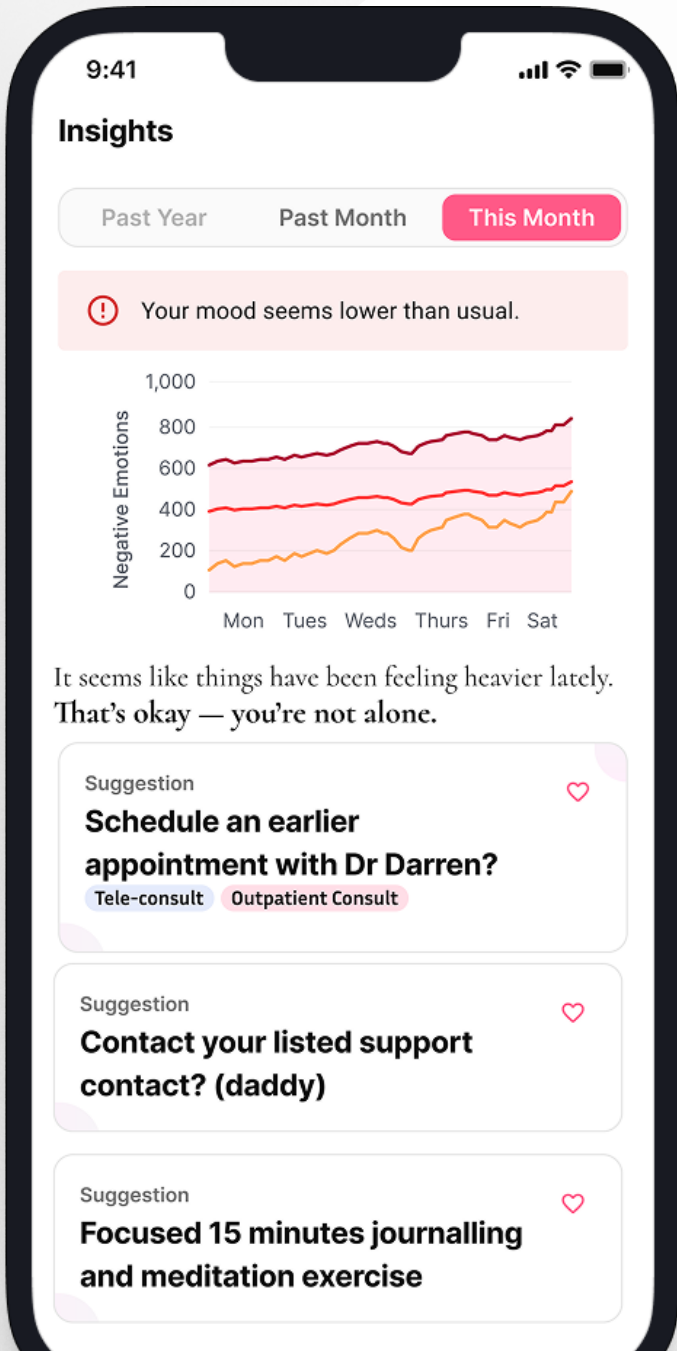 9:41
Insights
Past Year Past Month This Month
Your mood seems lower than usual.
Negative Emotions
1,000
800
600
400
200
0
Mon Tues Weds Thurs Fri Sat
It seems like things have been feeling heavier lately.
That’s okay — you’re not alone.
Suggestion
Schedule an earlier
appointment with Dr Darren?
Tele-consult Outpatient Consult
Suggestion
Contact your listed support
contact? (daddy)
Suggestion
Focused 15 minutes journalling
and meditation exercise